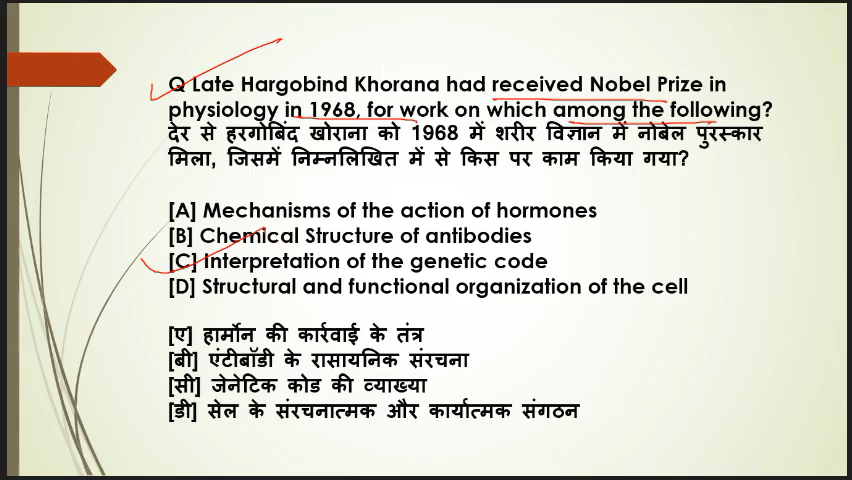 Q Late Hargobind Khorana had received Nobel Prize in
physiology in 1968, for work on which among the following?
देर से हरगोबिंद खोराना को 1968 में शरीर विज्ञान में नोबेल पुरस्कार
मिला, जिसमें निम्नलिखित में से किस पर काम किया गया?
[A] Mechanisms of the action of hormones
[B] Chemical Structure of antibodies
[C] Interpretation of the genetic code
[D] Structural and functional organization of the cell
[ए] हार्मोन की कार्रवाई के तंत्र
[बी] एंटीबॉडी के रासायनिक संरचना
[सी] जेनेटिक कोड की व्याख्या
[डी] सेल के संरचनात्मक और कार्यात्मक संगठन